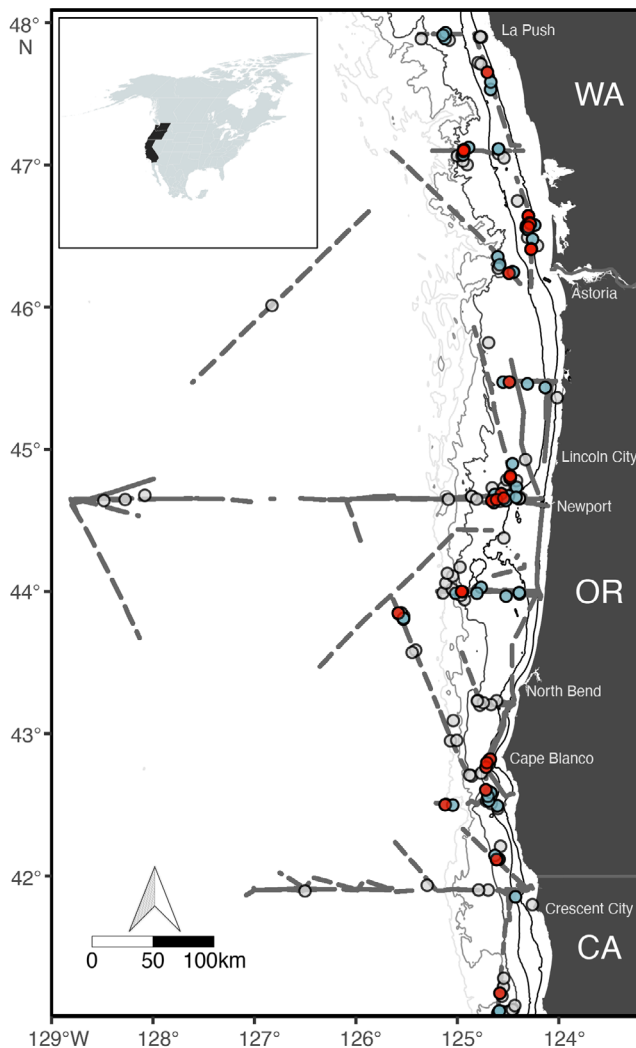 48°
N
La Push
WA
47°
46°
Astoria
45°
Lincoln City
Newport
44°
OR
North Bend
43°
Cape Blanco
42°
Crescent City
CA
0 50 100km
129°W 128° 127° 126° 125° 124°